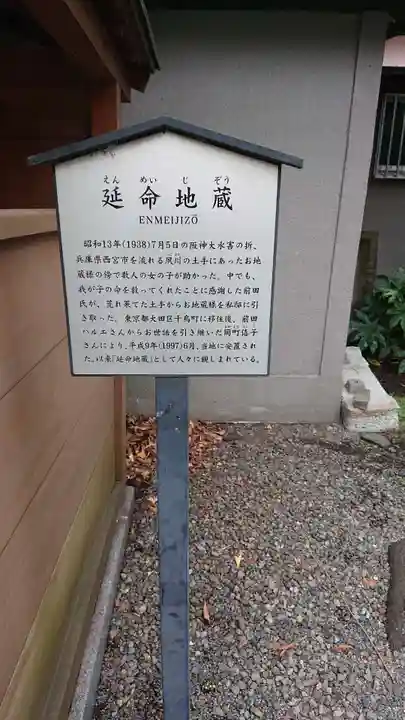 えん めい じ ぞう
延命地蔵
ENMEIJIZŌ
昭和13年(1938)7月5日の阪神大水害の折、
兵庫県西宮市を流れる夙川の土手にあったお地
蔵様の傍で数人の女の子が助かった。中でも、
我が子の命を救ってくれたことに感謝した前田
氏が、荒れ果てた土手からお地蔵様を私邸に引
き取った。東京都大田区千鳥町に移住後、前田
ハルエさんからお世話を引き継いだ岡町信子
さんにより、平成9年(1997)6月、当地に安置され
た。以来「延命地蔵」として人々に親しまれている。